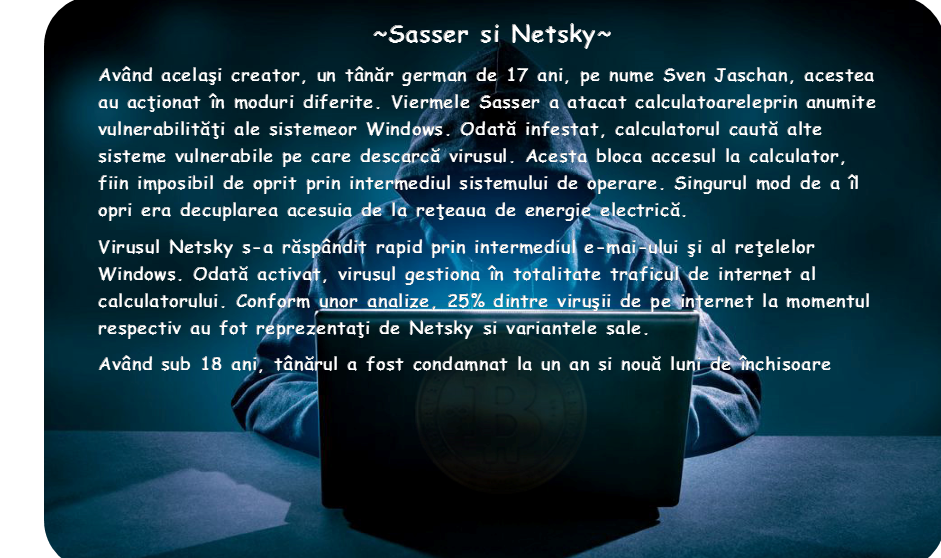 ~Sasser si Netsky~
Având acelaşi creator, un tânăr german de 17 ani, pe nume Sven Jaschan, acestea
au acţionat în moduri diferite. Viermele Sasser a atacat calculatoareleprin anumite
vulnerabilităţi ale sistemeor Windows. Odată infestat, calculatorul caută alte
sisteme vulnerabile pe care descarcă virusul. Acesta bloca accesul la calculator,
fiin imposibil de oprit prin intermediul sistemului de operare. Singurul mod de a îl
opri era decuplarea acesuia de la reţeaua de energie electrică.
Virusul Netsky s-a răspândit rapid prin intermediul e-mai-ului şi al reţelelor
Windows. Odată activat, virusul gestiona în totalitate traficul de internet al
calculatorului. Conform unor analize, 25% dintre viruşii de pe internet la momentul
respectiv au fot reprezentaţi de Netsky si variantele sale.
Având sub 18 ani, tânărul a fost condamnat la un an si nouă luni de închisoare